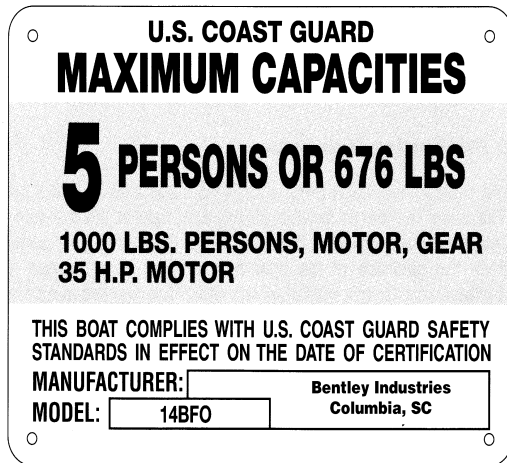 U.S. COAST GUARD
MAXIMUM CAPACITIES
5 PERSONS OR 676 LBS
1000 LBS. PERSONS, MOTOR, GEAR
35 H.P. MOTOR
THIS BOAT COMPLIES WITH U.S. COAST GUARD SAFETY
STANDARDS IN EFFECT ON THE DATE OF CERTIFICATION
MANUFACTURER: Bentley Industries
Columbia, SC
MODEL: 14BFO